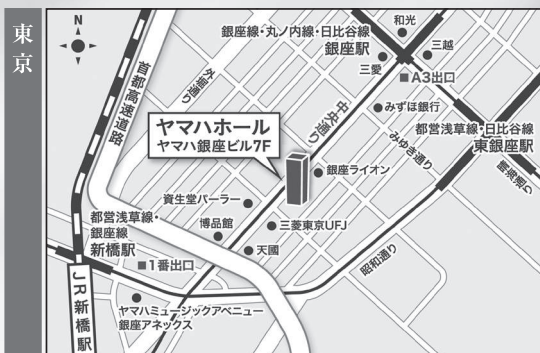 東京
N
和光
銀座線・丸ノ内線・日比谷線
銀座駅
三越
三愛
A3出口
首都高速道路
外堀通り
中央通り
みずほ銀行
都営浅草線・日比谷線
東銀座駅
みゆき通り
晴海通り
ヤマハホール
ヤマハ銀座ビル7F
銀座ライオン
資生堂パーラー
都営浅草線・
銀座線
新橋駅
博品館
三菱東京UFJ
天國
昭和通り
1番出口
JR新橋駅
ヤマハミュージックアベニュー
銀座アネックス